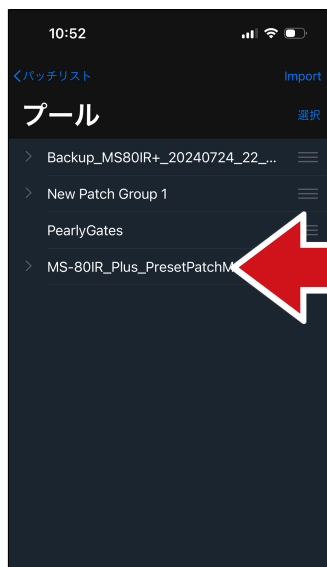 10:52
パッチリスト
Import
プール
選択
Backup_MS80IR+_20240724_22_...
New Patch Group 1
PearlyGates
MS-80IR_Plus_PresetPatchM